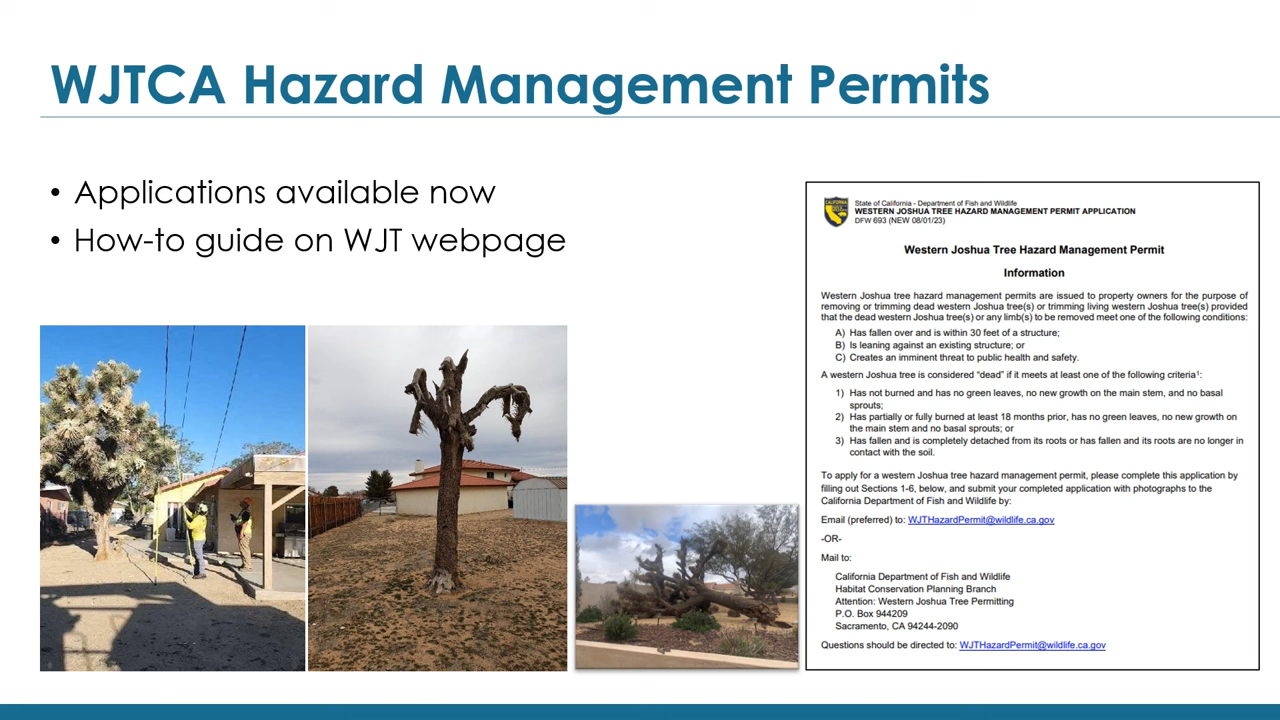 WJTCA Hazard Management Permits
• Applications available now
• How-to guide on WJT webpage
State of California - Department of Fish and Wildlife
WESTERN JOSHUA TREE HAZARD MANAGEMENT PERMIT APPLICATION
DFW 693 (NEW 08/01/23)
Western Joshua Tree Hazard Management Permit
Information
Western Joshua tree hazard management permits are issued to property owners for the purpose of
removing or trimming dead western Joshua tree(s) or trimming living western Joshua tree(s) provided
that the dead western Joshua tree(s) or any limb(s) to be removed meet one of the following conditions:
A) Has fallen over and is within 30 feet of a structure;
B) Is leaning against an existing structure; or
C) Creates an imminent threat to public health and safety.
A western Joshua tree is considered “dead” if it meets at least one of the following criteria¹:
1) Has not burned and has no green leaves, no new growth on the main stem, and no basal
sprouts;
2) Has partially or fully burned at least 18 months prior, has no green leaves, no new growth on
the main stem and no basal sprouts; or
3) Has fallen and is completely detached from its roots or has fallen and its roots are no longer in
contact with the soil.
To apply for a western Joshua tree hazard management permit, please complete this application by
filling out Sections 1-6, below, and submit your completed application with photographs to the
California Department of Fish and Wildlife by:
Email (preferred) to: WJTHazardPermit@wildlife.ca.gov
-OR-
Mail to:
California Department of Fish and Wildlife
Habitat Conservation Planning Branch
Attention: Western Joshua Tree Permitting
P.O. Box 944209
Sacramento, CA 94244-2090
Questions should be directed to: WJTHazardPermit@wildlife.ca.gov